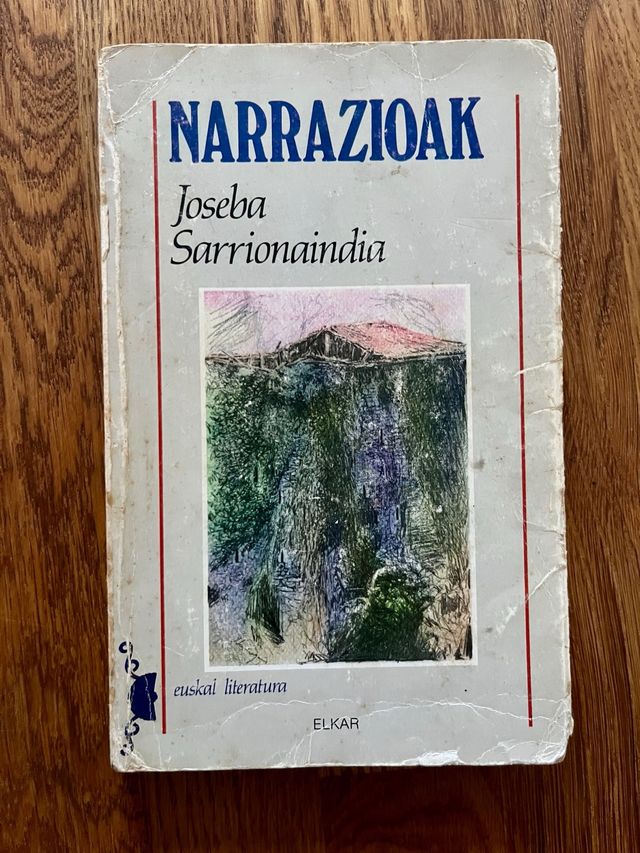 NARRAZIOAK
Joseba
Sarrionaindia
euskal literatura
ELKAR